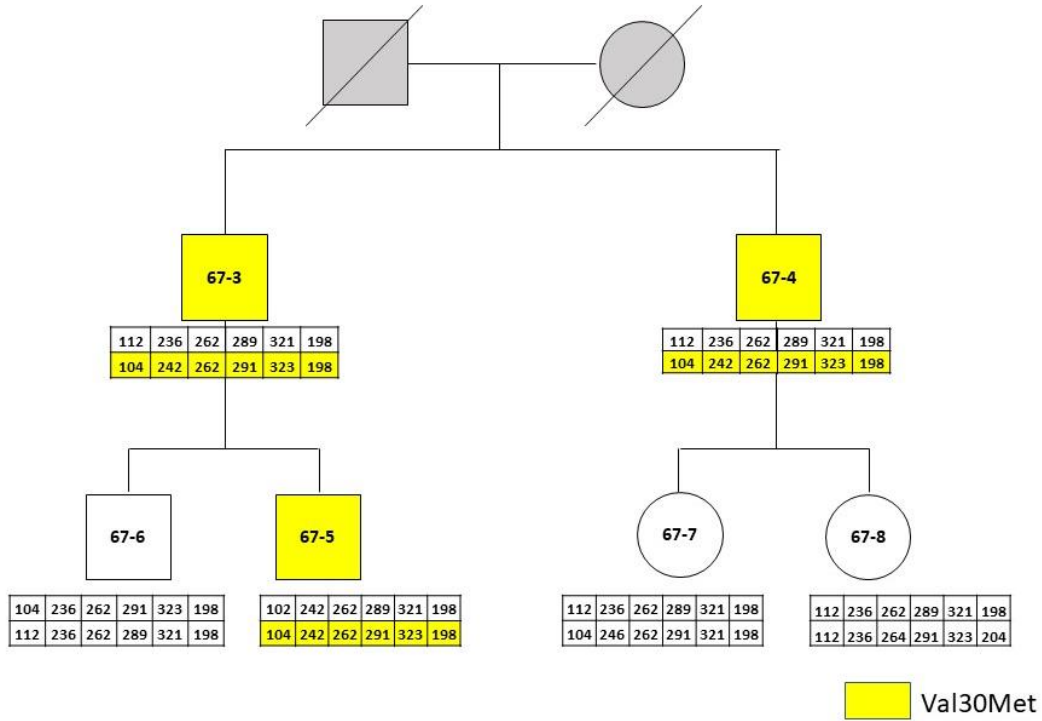 67-3
67-4
112 236 262 289 321 198
104 242 262 291 323 198
112 236 262 289 321 198
104 242 262 291 323 198
67-6
67-5
67-7
67-8
104 236 262 291 323 198
112 236 262 289 321 198
102 242 262 289 321 198
104 242 262 291 323 198
112 236 262 289 321 198
104 246 262 291 321 198
112 236 262 289 321 198
112 236 264 291 323 204
Val30Met